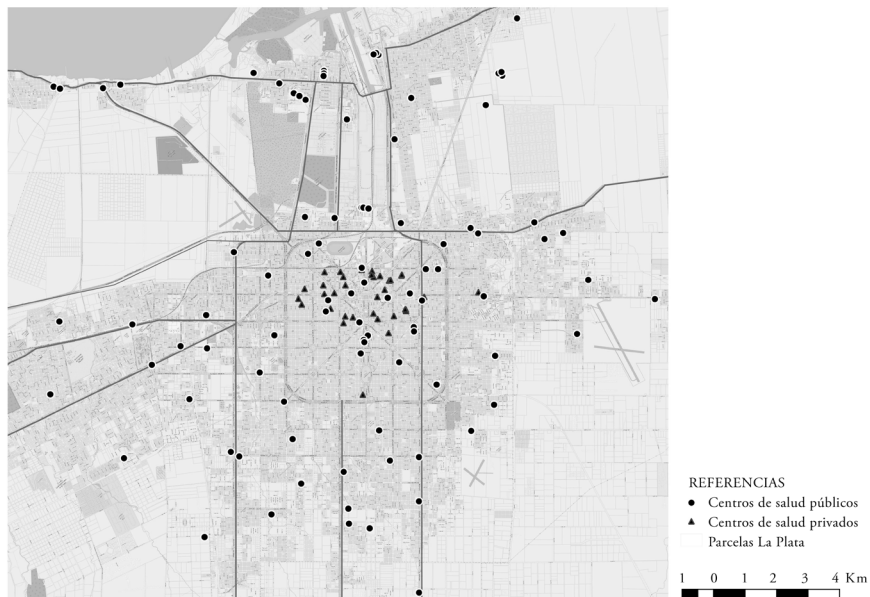 REFERENCIAS
Centros de salud públicos
Centros de salud privados
Parcelas La Plata
1 0 1 2 3 4 Km